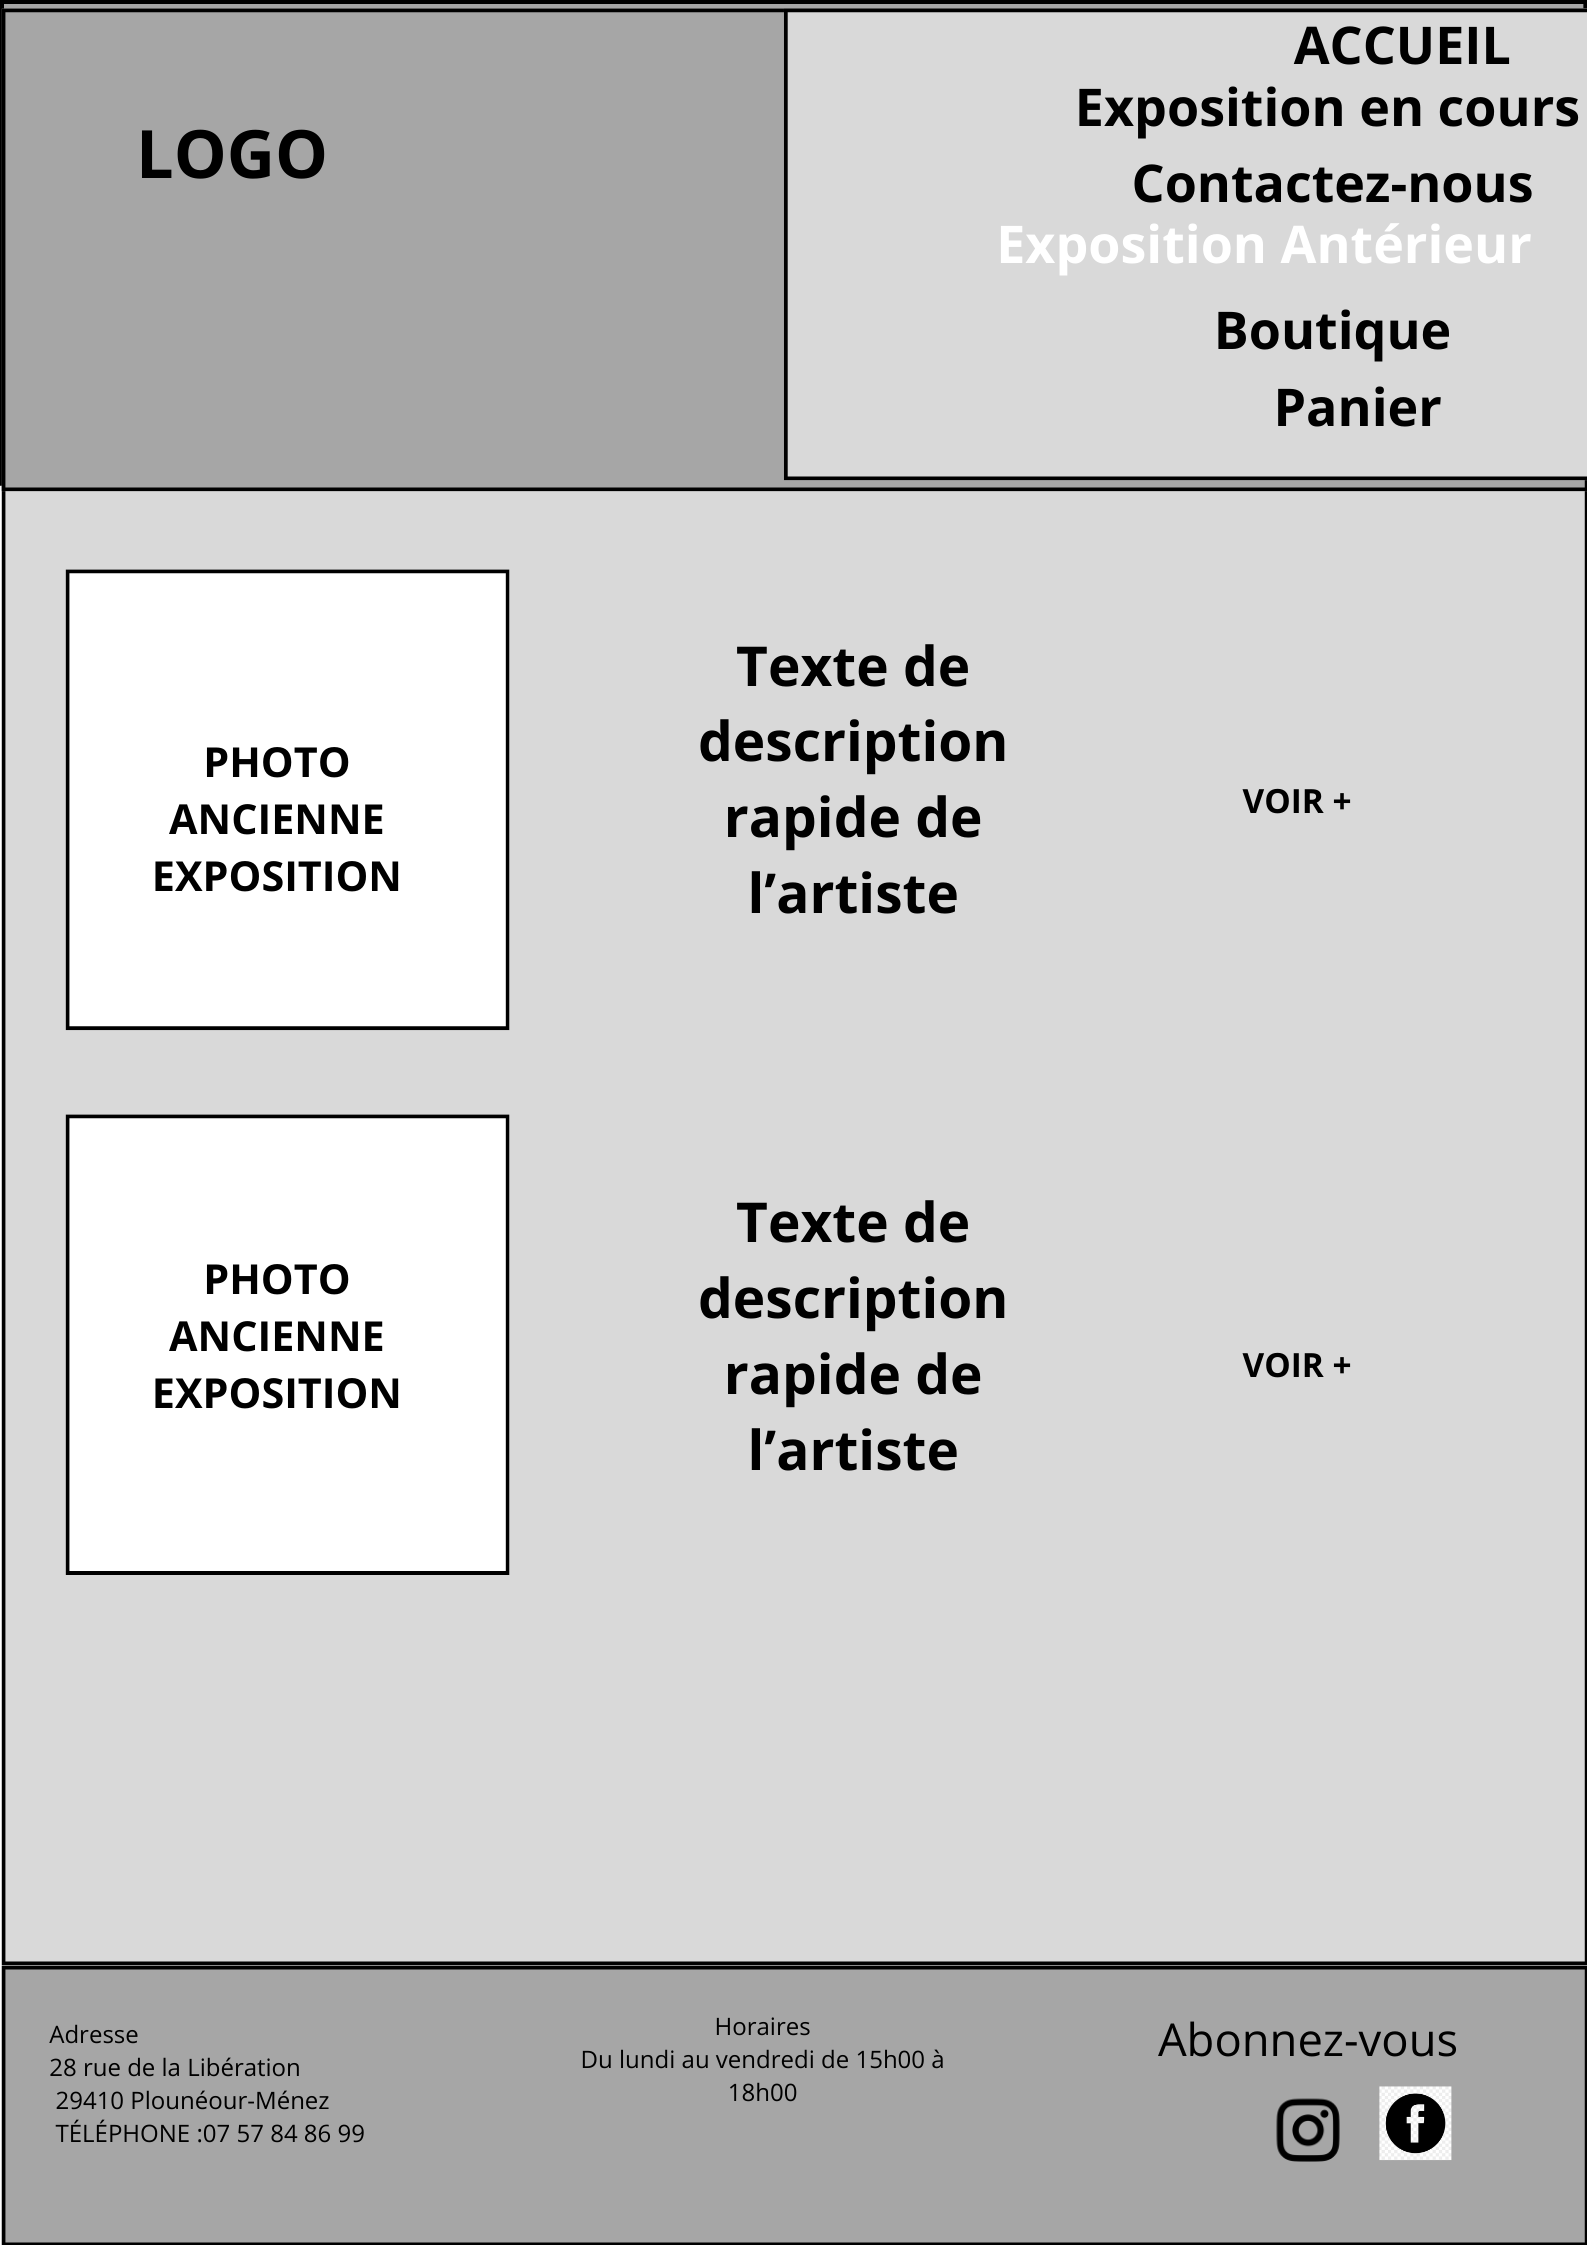 LOGO
ACCUEIL
Exposition en cours
Contactez-nous
Exposition Antérieur
Boutique
Panier
PHOTO
ANCIENNE
EXPOSITION
Texte de
description
rapide de
l’artiste
VOIR +
PHOTO
ANCIENNE
EXPOSITION
Texte de
description
rapide de
l’artiste
VOIR +
Adresse
28 rue de la Libération
29410 Plounéour-Ménez
TÉLÉPHONE :07 57 84 86 99
Horaires
Du lundi au vendredi de 15h00 à
18h00
Abonnez-vous